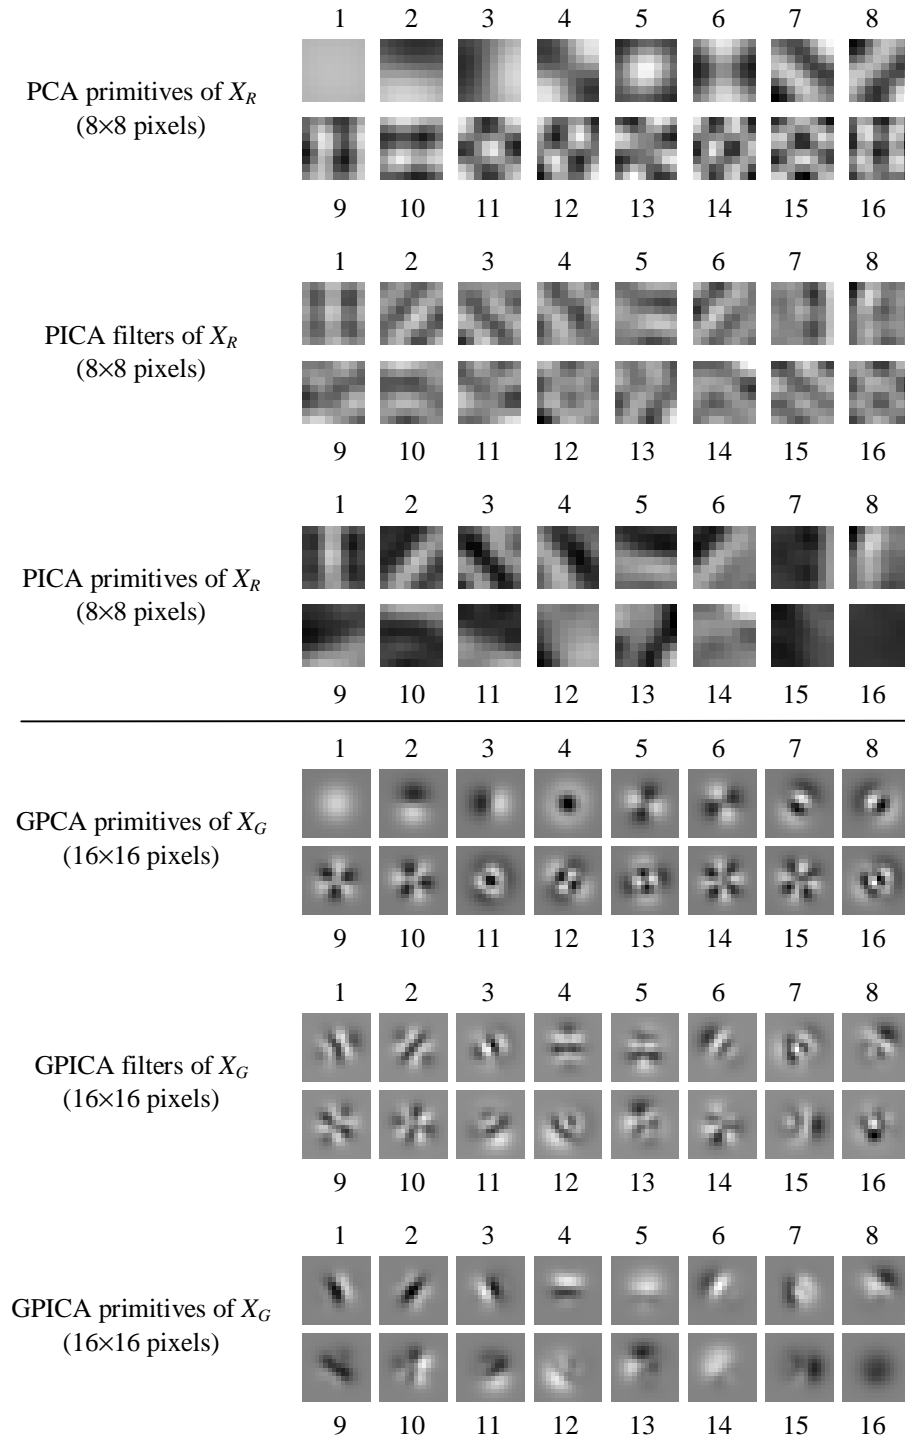 1 2 3 4 5 6 7 8
PCA primitives of X_R
(8×8 pixels)
9 10 11 12 13 14 15 16
1 2 3 4 5 6 7 8
PICA filters of X_R
(8×8 pixels)
9 10 11 12 13 14 15 16
1 2 3 4 5 6 7 8
PICA primitives of X_R
(8×8 pixels)
9 10 11 12 13 14 15 16
1 2 3 4 5 6 7 8
GPCA primitives of X_G
(16×16 pixels)
9 10 11 12 13 14 15 16
1 2 3 4 5 6 7 8
GPICA filters of X_G
(16×16 pixels)
9 10 11 12 13 14 15 16
1 2 3 4 5 6 7 8
GPICA primitives of X_G
(16×16 pixels)
9 10 11 12 13 14 15 16